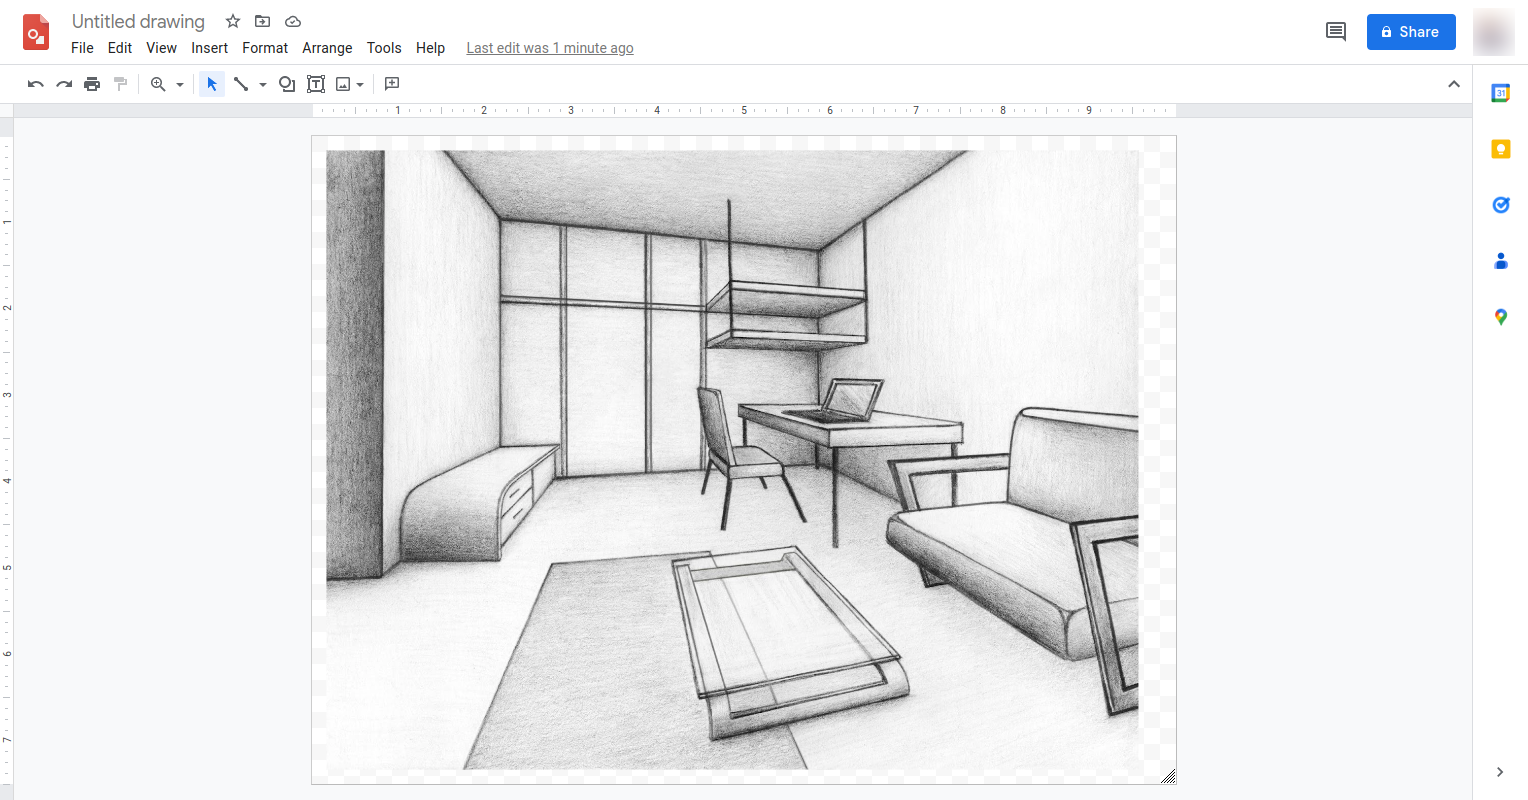 Untitled drawing
File Edit View Insert Format Arrange Tools Help Last edit was 1 minute ago
Share
1 2 3 4 5 6 7 8 9
31
1
2
3
4
5
6
7